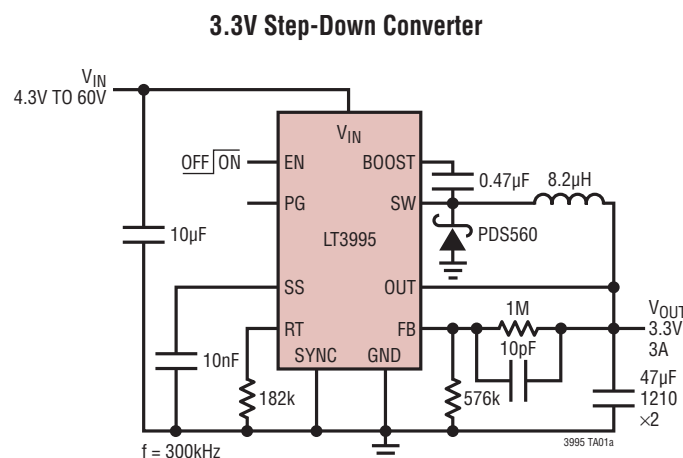 3.3V Step-Down Converter
VIN
4.3V TO 60V
VIN
OFF ON
EN
BOOST
0.47µF
8.2µH
PG
SW
PDS560
10µF
LT3995
SS
OUT
1M
VOUT
3.3V
3A
RT
FB
10pF
SYNC
GND
10nF
182k
576k
47µF
1210
×2
f = 300kHz
3995 TA01a